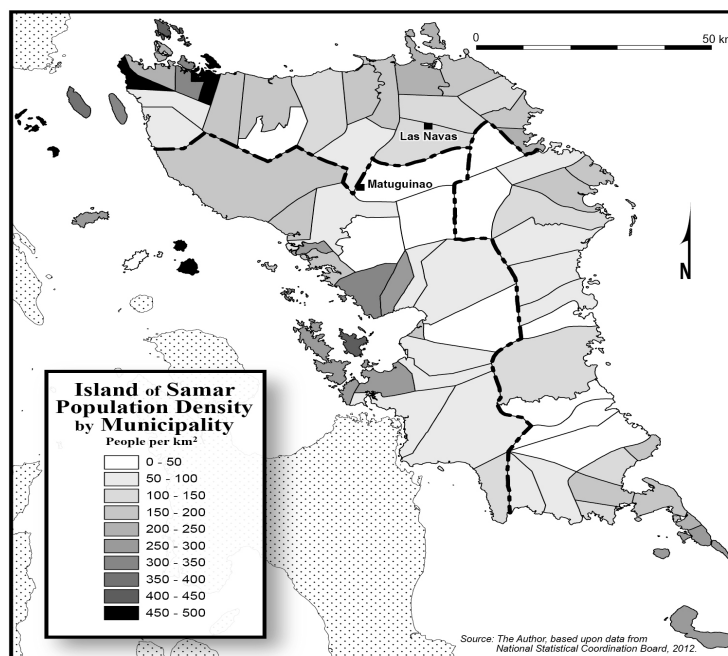 0 50 km
Las Navas
Matuguinao
N
Island of Samar
Population Density
by Municipality
People per km²
0 - 50
50 - 100
100 - 150
150 - 200
200 - 250
250 - 300
300 - 350
350 - 400
400 - 450
450 - 500
Source: The Author, based upon data from
National Statistical Coordination Board, 2012.